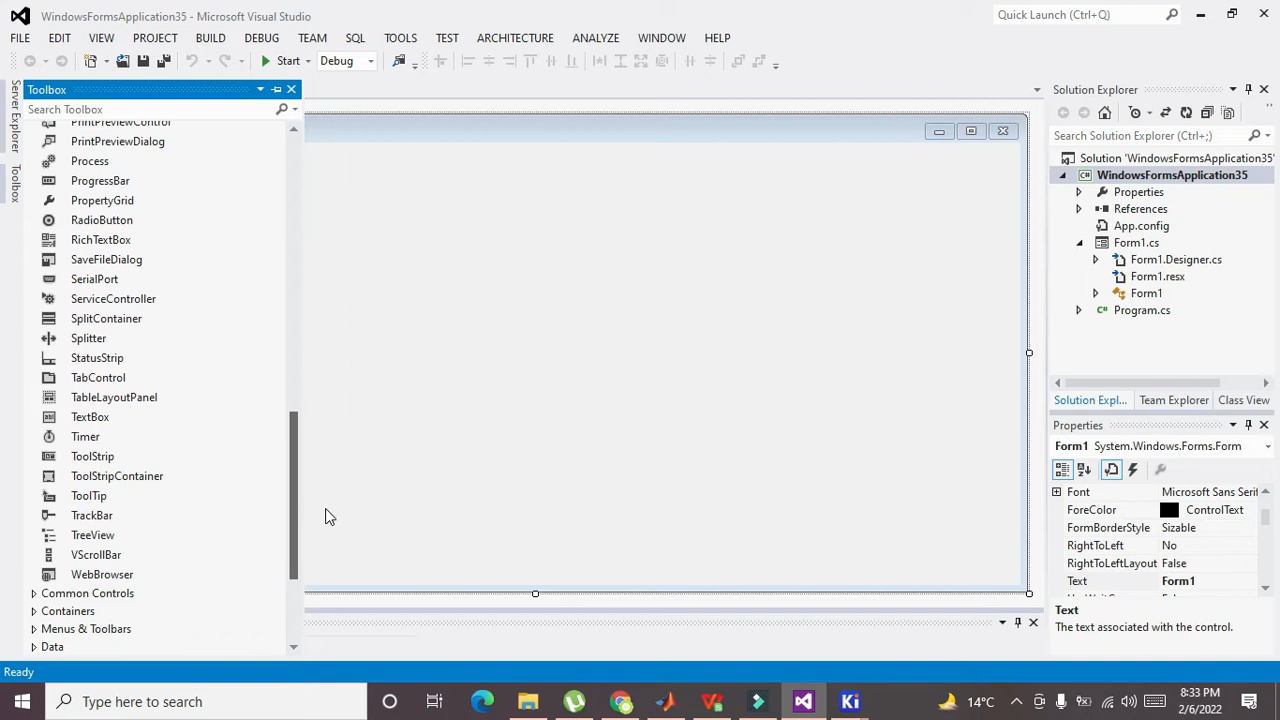 WindowsFormsApplication35 - Microsoft Visual Studio
Quick Launch (Ctrl+Q)
FILE EDIT VIEW PROJECT BUILD DEBUG TEAM SQL TOOLS TEST ARCHITECTURE ANALYZE WINDOW HELP
Start Debug
Server Explorer
Toolbox
Toolbox
Search Toolbox
PrintPreviewControl
PrintPreviewDialog
Process
ProgressBar
PropertyGrid
RadioButton
RichTextBox
SaveFileDialog
SerialPort
ServiceController
SplitContainer
Splitter
StatusStrip
TabControl
TableLayoutPanel
TextBox
Timer
ToolStrip
ToolStripContainer
ToolTip
TrackBar
TreeView
VScrollBar
WebBrowser
Common Controls
Containers
Menus & Toolbars
Data
Solution Explorer
Search Solution Explorer (Ctrl+;)
Solution 'WindowsFormsApplication35'
WindowsFormsApplication35
Properties
References
App.config
Form1.cs
Form1.Designer.cs
Form1.resx
Form1
Program.cs
Solution Expl... Team Explorer Class View
Properties
Form1 System.Windows.Forms.Form
Font Microsoft Sans Serif
ForeColor ControlText
FormBorderStyle Sizable
RightToLeft No
RightToLeftLayout False
Text Form1
Text
The text associated with the control.
Ready
Type here to search
14°C
8:33 PM
2/6/2022